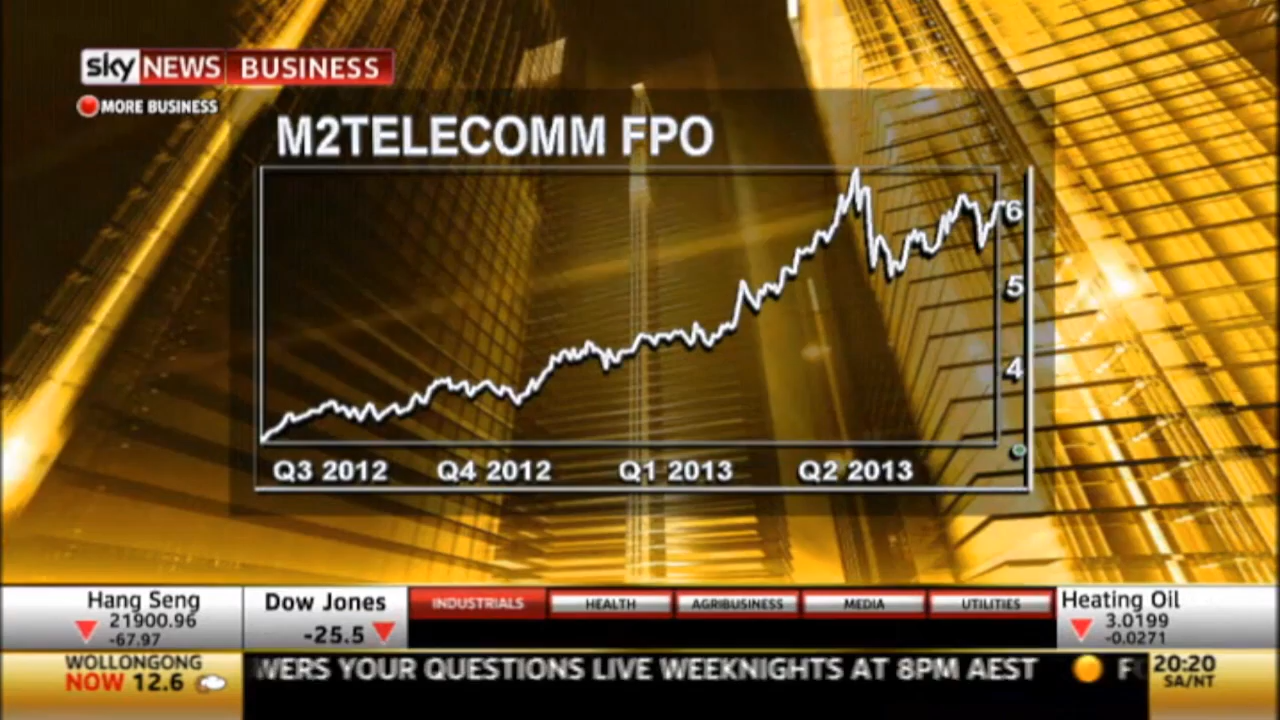 sky NEWS BUSINESS
MORE BUSINESS
M2TELECOMM FPO
6
5
4
Q3 2012 Q4 2012 Q1 2013 Q2 2013
Hang Seng
21900.96
-67.97
Dow Jones
-25.5
INDUSTRIALS HEALTH AGRIBUSINESS MEDIA UTILITIES
Heating Oil
3.0199
-0.0271
WOLLONGONG
NOW 12.6
WERS YOUR QUESTIONS LIVE WEEKNIGHTS AT 8PM AEST
20:20
SA/NT